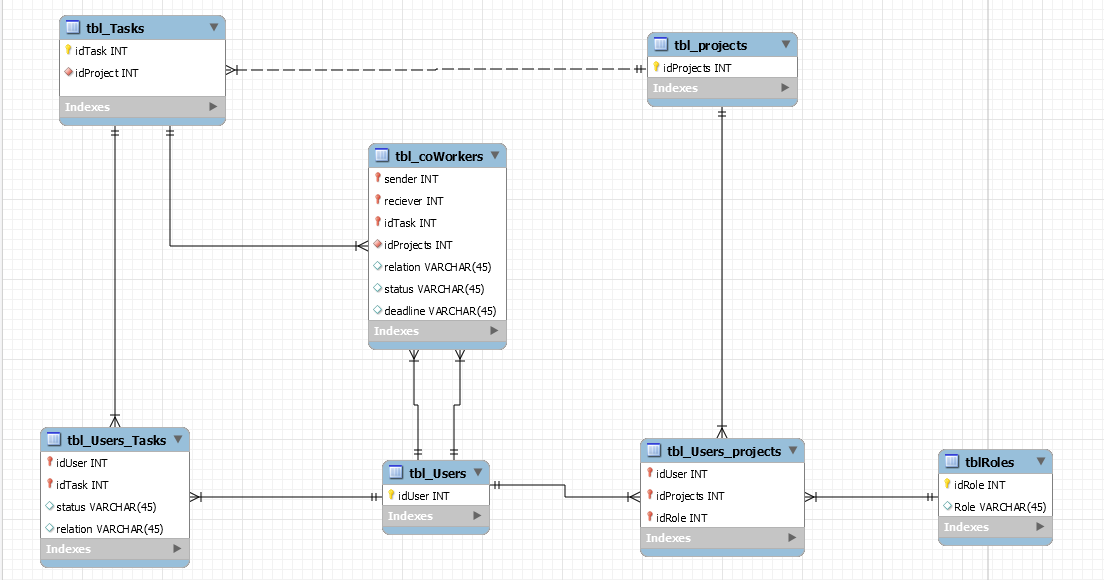 tbl_Tasks
idTask INT
idProject INT
Indexes
tbl_projects
idProjects INT
Indexes
tbl_coWorkers
sender INT
reciever INT
idTask INT
idProjects INT
relation VARCHAR(45)
status VARCHAR(45)
deadline VARCHAR(45)
Indexes
tbl_Users_Tasks
idUser INT
idTask INT
status VARCHAR(45)
relation VARCHAR(45)
Indexes
tbl_Users
idUser INT
Indexes
tbl_Users_projects
idUser INT
idProjects INT
idRole INT
Indexes
tblRoles
idRole INT
Role VARCHAR(45)
Indexes